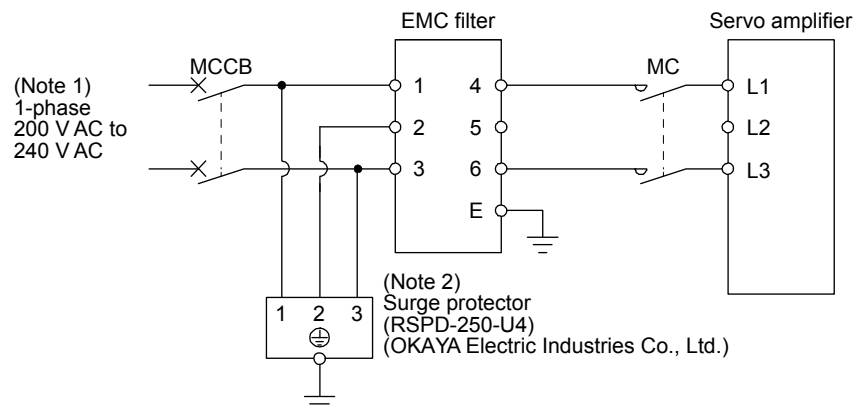 EMC filter
Servo amplifier
MCCB
MC
(Note 1)
1-phase
200 V AC to
240 V AC
1
4
L1
2
5
L2
3
6
L3
E
(Note 2)
Surge protector
(RSPD-250-U4)
(OKAYA Electric Industries Co., Ltd.)
1 2 3